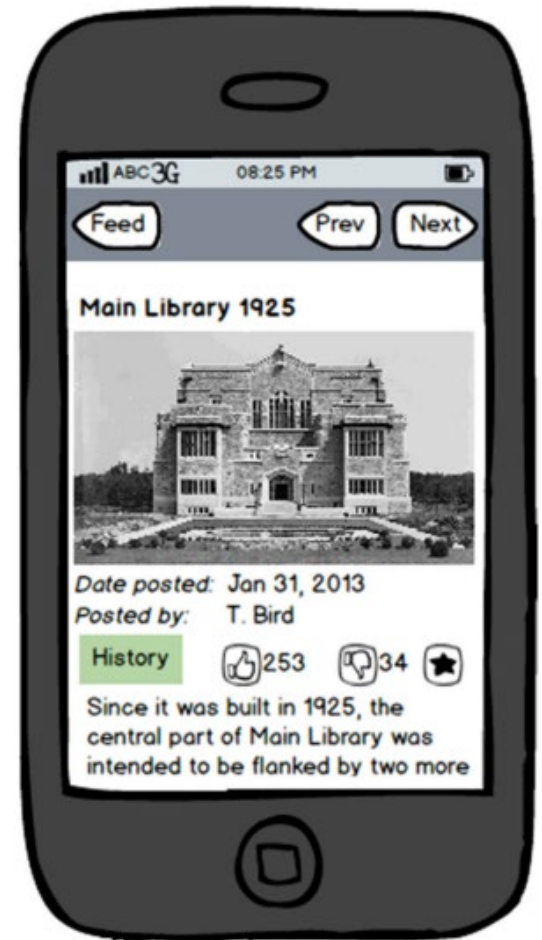 ABC 3G 08:25 PM
Feed Prev Next
Main Library 1925
Date posted: Jan 31, 2013
Posted by: T. Bird
History 253 34
Since it was built in 1925, the
central part of Main Library was
intended to be flanked by two more